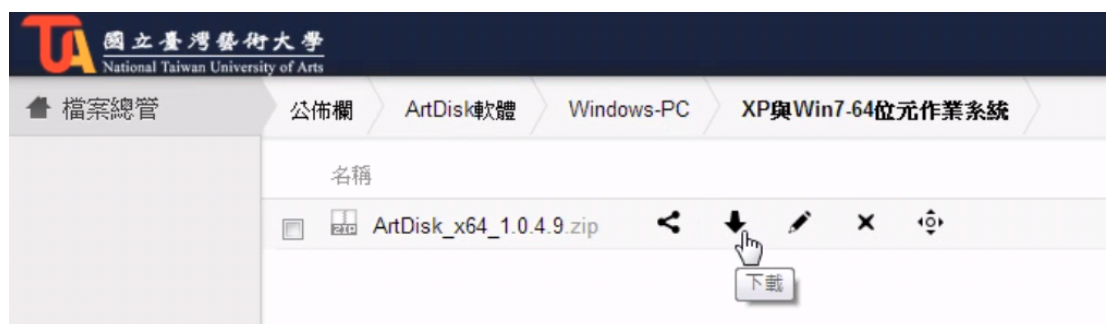 國立臺灣藝術大學
National Taiwan University of Arts
檔案總管 公佈欄 ArtDisk軟體 Windows-PC XP與Win7-64位元作業系統
名稱
ZIP ArtDisk_x64_1.0.4.9.zip
下載